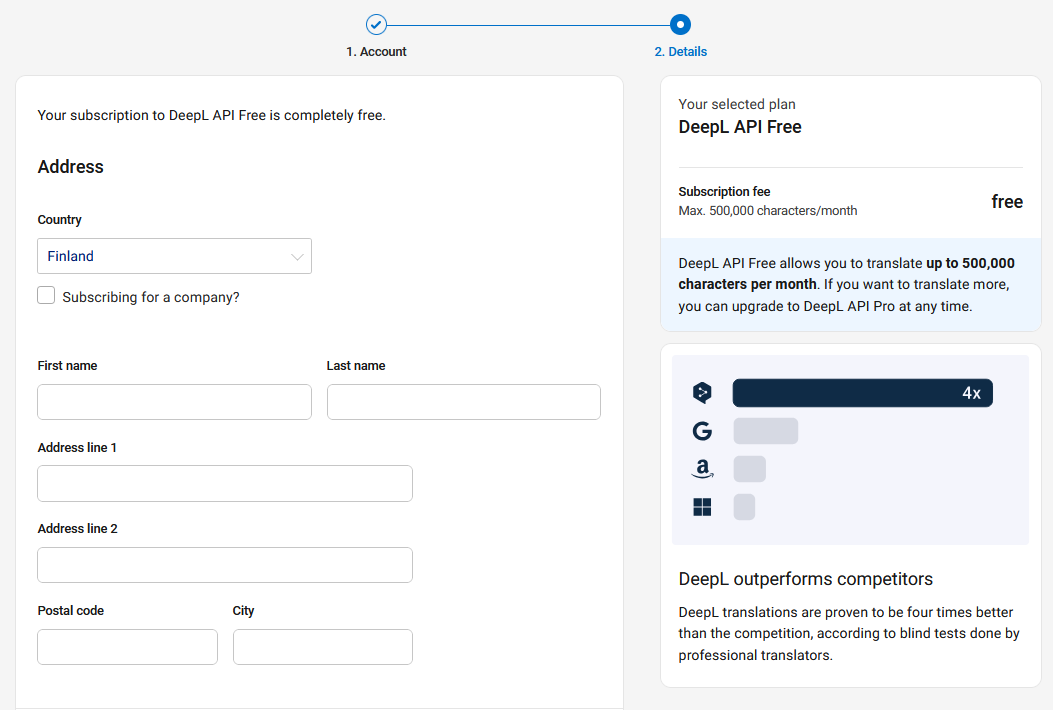 1. Account
2. Details
Your subscription to DeepL API Free is completely free.
Address
Country
Finland
Subscribing for a company?
First name
Last name
Address line 1
Address line 2
Postal code
City
Your selected plan
DeepL API Free
Subscription fee
Max. 500,000 characters/month
free
DeepL API Free allows you to translate up to 500,000
characters per month. If you want to translate more,
you can upgrade to DeepL API Pro at any time.
4x
DeepL outperforms competitors
DeepL translations are proven to be four times better
than the competition, according to blind tests done by
professional translators.